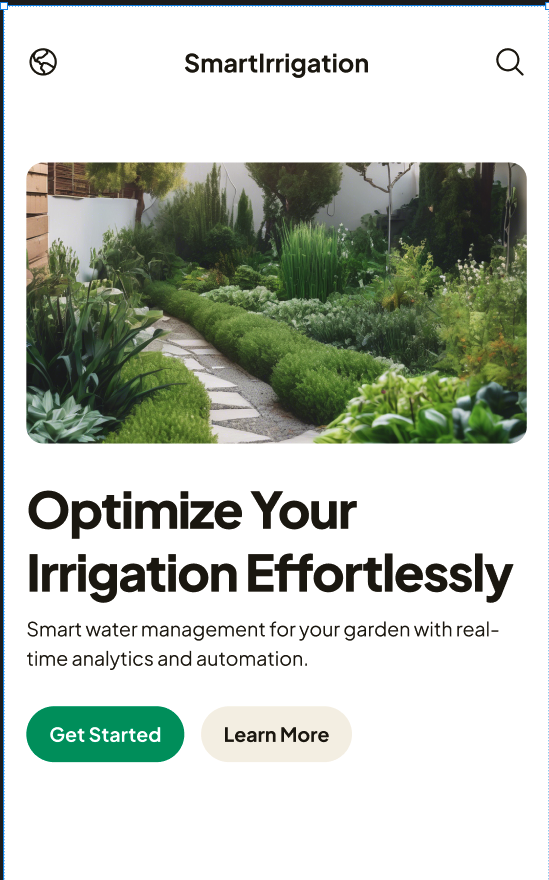 SmartIrrigation
Optimize Your
Irrigation Effortlessly
Smart water management for your garden with real-
time analytics and automation.
Get Started
Learn More